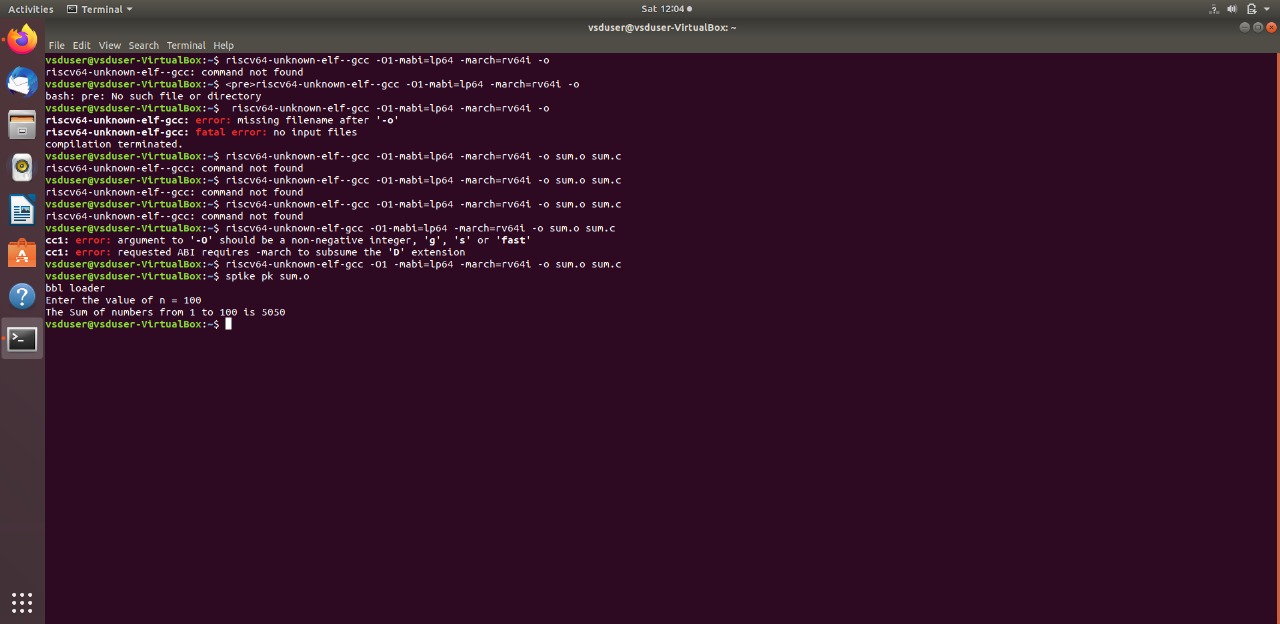 Activities Terminal Sat 12:04
vsduser@vsduser-VirtualBox: ~
File Edit View Search Terminal Help
vsduser@vsduser-VirtualBox:~$ riscv64-unknown-elf--gcc -O1-mabi=lp64 -march=rv64i -o
riscv64-unknown-elf--gcc: command not found
vsduser@vsduser-VirtualBox:~$ <pre>riscv64-unknown-elf--gcc -O1-mabi=lp64 -march=rv64i -o
bash: pre: No such file or directory
vsduser@vsduser-VirtualBox:~$  riscv64-unknown-elf-gcc -O1-mabi=lp64 -march=rv64i -o
riscv64-unknown-elf-gcc: error: missing filename after '-o'
riscv64-unknown-elf-gcc: fatal error: no input files
compilation terminated.
vsduser@vsduser-VirtualBox:~$ riscv64-unknown-elf--gcc -O1-mabi=lp64 -march=rv64i -o sum.o sum.c
riscv64-unknown-elf--gcc: command not found
vsduser@vsduser-VirtualBox:~$ riscv64-unknown-elf--gcc -O1-mabi=lp64 -march=rv64i -o sum.o sum.c
riscv64-unknown-elf--gcc: command not found
vsduser@vsduser-VirtualBox:~$ riscv64-unknown-elf--gcc -O1-mabi=lp64 -march=rv64i -o sum.o sum.c
riscv64-unknown-elf--gcc: command not found
vsduser@vsduser-VirtualBox:~$ riscv64-unknown-elf-gcc -O1-mabi=lp64 -march=rv64i -o sum.o sum.c
cc1: error: argument to '-O' should be a non-negative integer, 'g', 's' or 'fast'
cc1: error: requested ABI requires -march to subsume the 'D' extension
vsduser@vsduser-VirtualBox:~$ riscv64-unknown-elf-gcc -O1 -mabi=lp64 -march=rv64i -o sum.o sum.c
vsduser@vsduser-VirtualBox:~$ spike pk sum.o
bbl loader
Enter the value of n = 100
The Sum of numbers from 1 to 100 is 5050
vsduser@vsduser-VirtualBox:~$